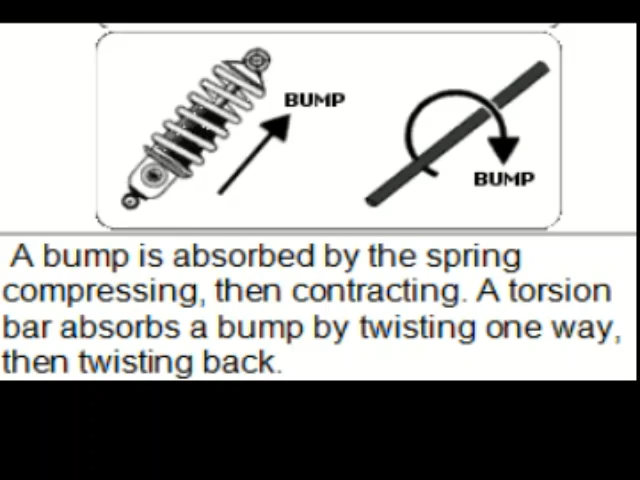 BUMP
BUMP
A bump is absorbed by the spring
compressing, then contracting. A torsion
bar absorbs a bump by twisting one way,
then twisting back.